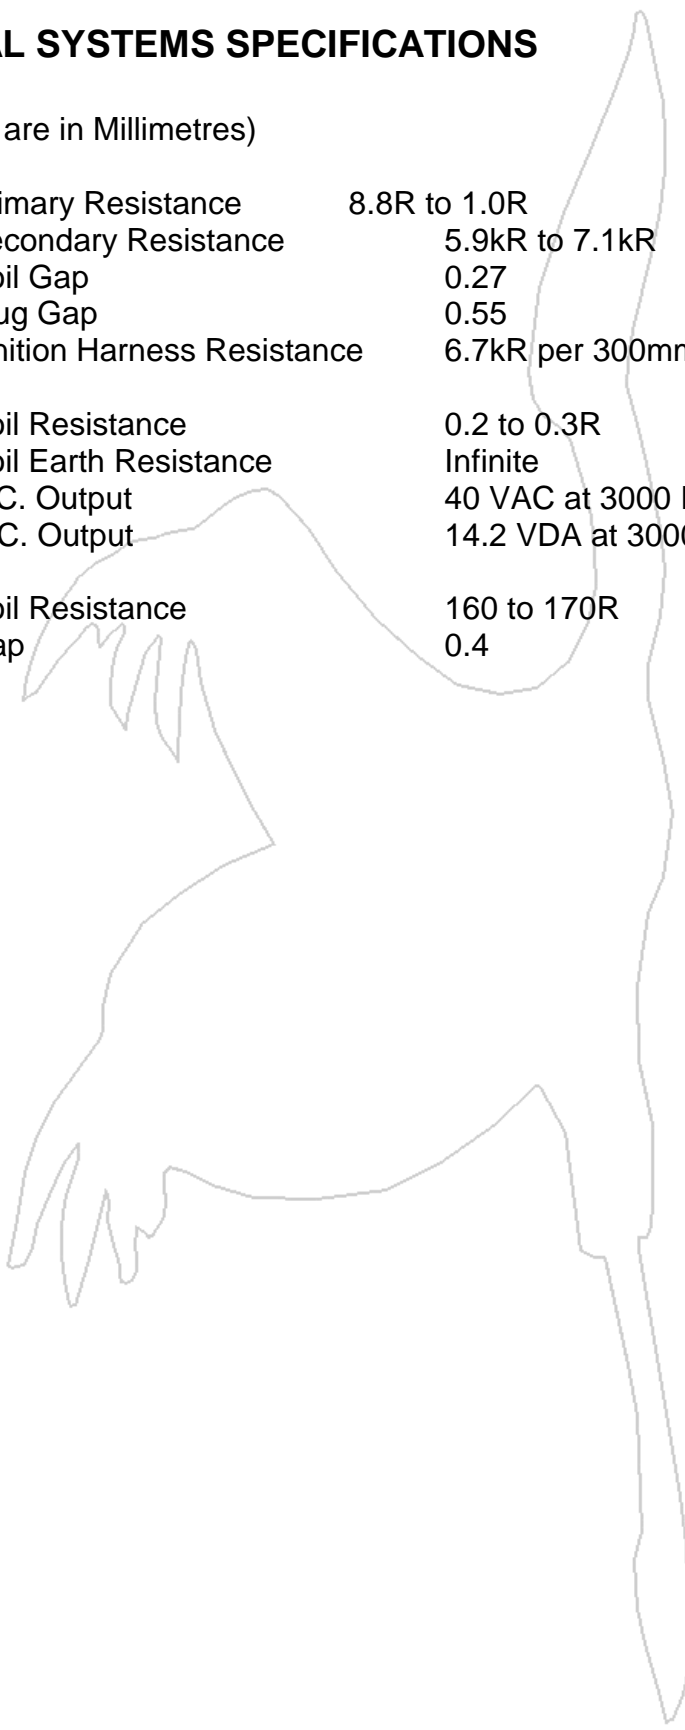 AL SYSTEMS SPECIFICATIONS
are in Millimetres)
imary Resistance 8.8R to 1.0R
econdary Resistance 5.9kR to 7.1kR
oil Gap 0.27
ug Gap 0.55
nition Harness Resistance 6.7kR per 300mm
oil Resistance 0.2 to 0.3R
oil Earth Resistance Infinite
C. Output 40 VAC at 3000
C. Output 14.2 VDA at 3000
oil Resistance 160 to 170R
ap 0.4